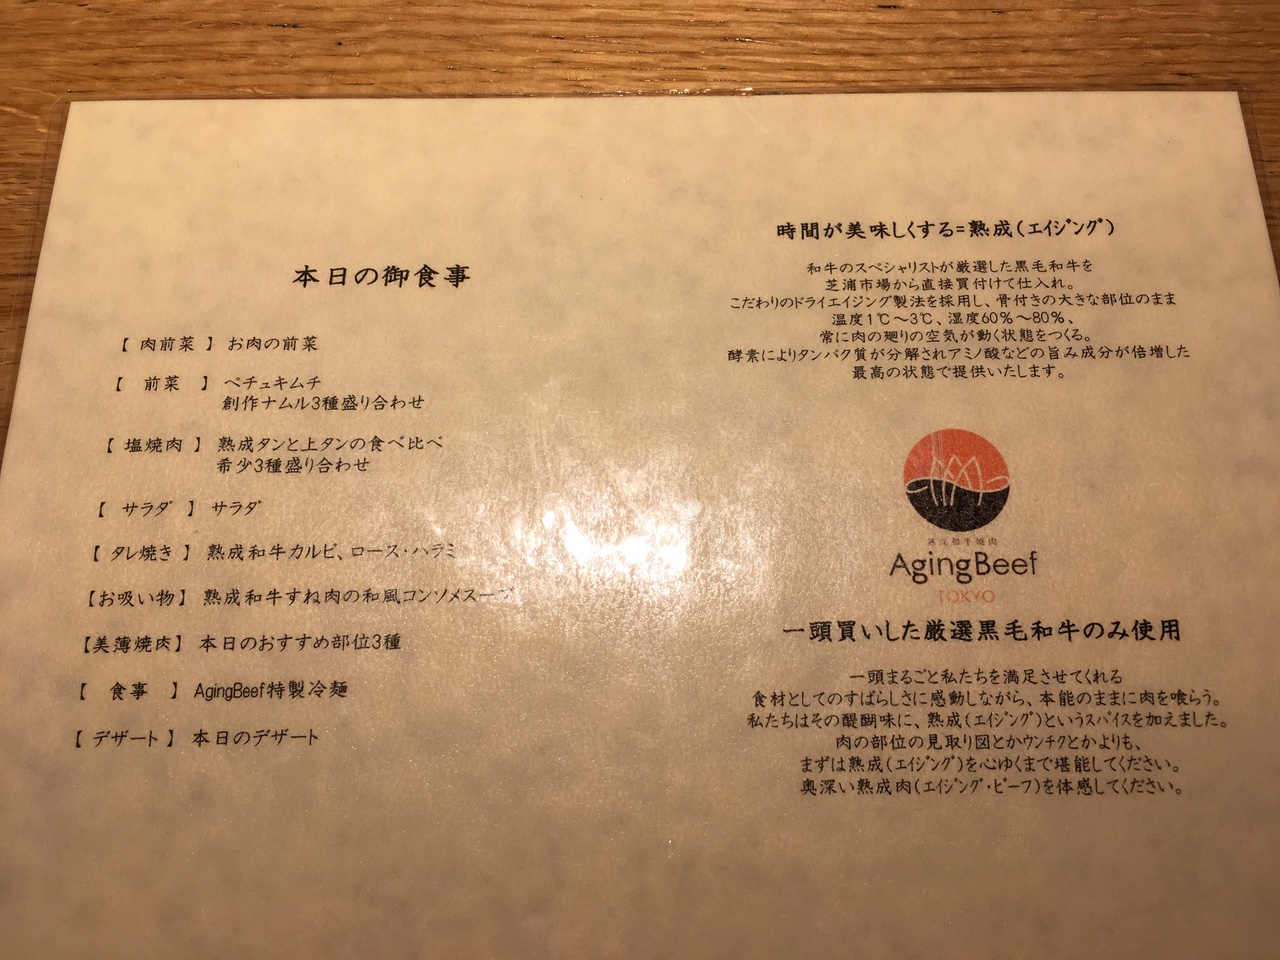 本日の御食事
【 肉前菜 】 お肉の前菜
【 前菜 】 ペチュキムチ
創作ナムル3種盛り合わせ
【 塩焼肉 】 熟成タンと上タンの食べ比べ
希少3種盛り合わせ
【 サラダ 】 サラダ
【 タレ焼き 】 熟成和牛カルビ、ロース・ハラミ
【お吸い物】 熟成和牛すね肉の和風コンソメスープ
【美薄焼肉】 本日のおすすめ部位3種
【 食事 】 AgingBeef特製冷麺
【 デザート 】 本日のデザート
時間が美味しくする=熟成(エイジング)
和牛のスペシャリストが厳選した黒毛和牛を
芝浦市場から直接買付けて仕入れ。
こだわりのドライエイジング製法を採用し、骨付きの大きな部位のまま
温度1℃～3℃、湿度60%～80%、
常に肉の廻りの空気が動く状態をつくる。
酵素によりタンパク質が分解されアミノ酸などの旨み成分が倍増した
最高の状態で提供いたします。
熟成和牛焼肉
AgingBeef
TOKYO
一頭買いした厳選黒毛和牛のみ使用
一頭まるごと私たちを満足させてくれる
食材としてのすばらしさに感動しながら、本能のままに肉を喰らう。
私たちはその醍醐味に、熟成(エイジング)というスパイスを加えました。
肉の部位の見取り図とかウンチクとかよりも、
まずは熟成(エイジング)を心ゆくまで堪能してください。
奥深い熟成肉(エイジング・ビーフ)を体感してください。